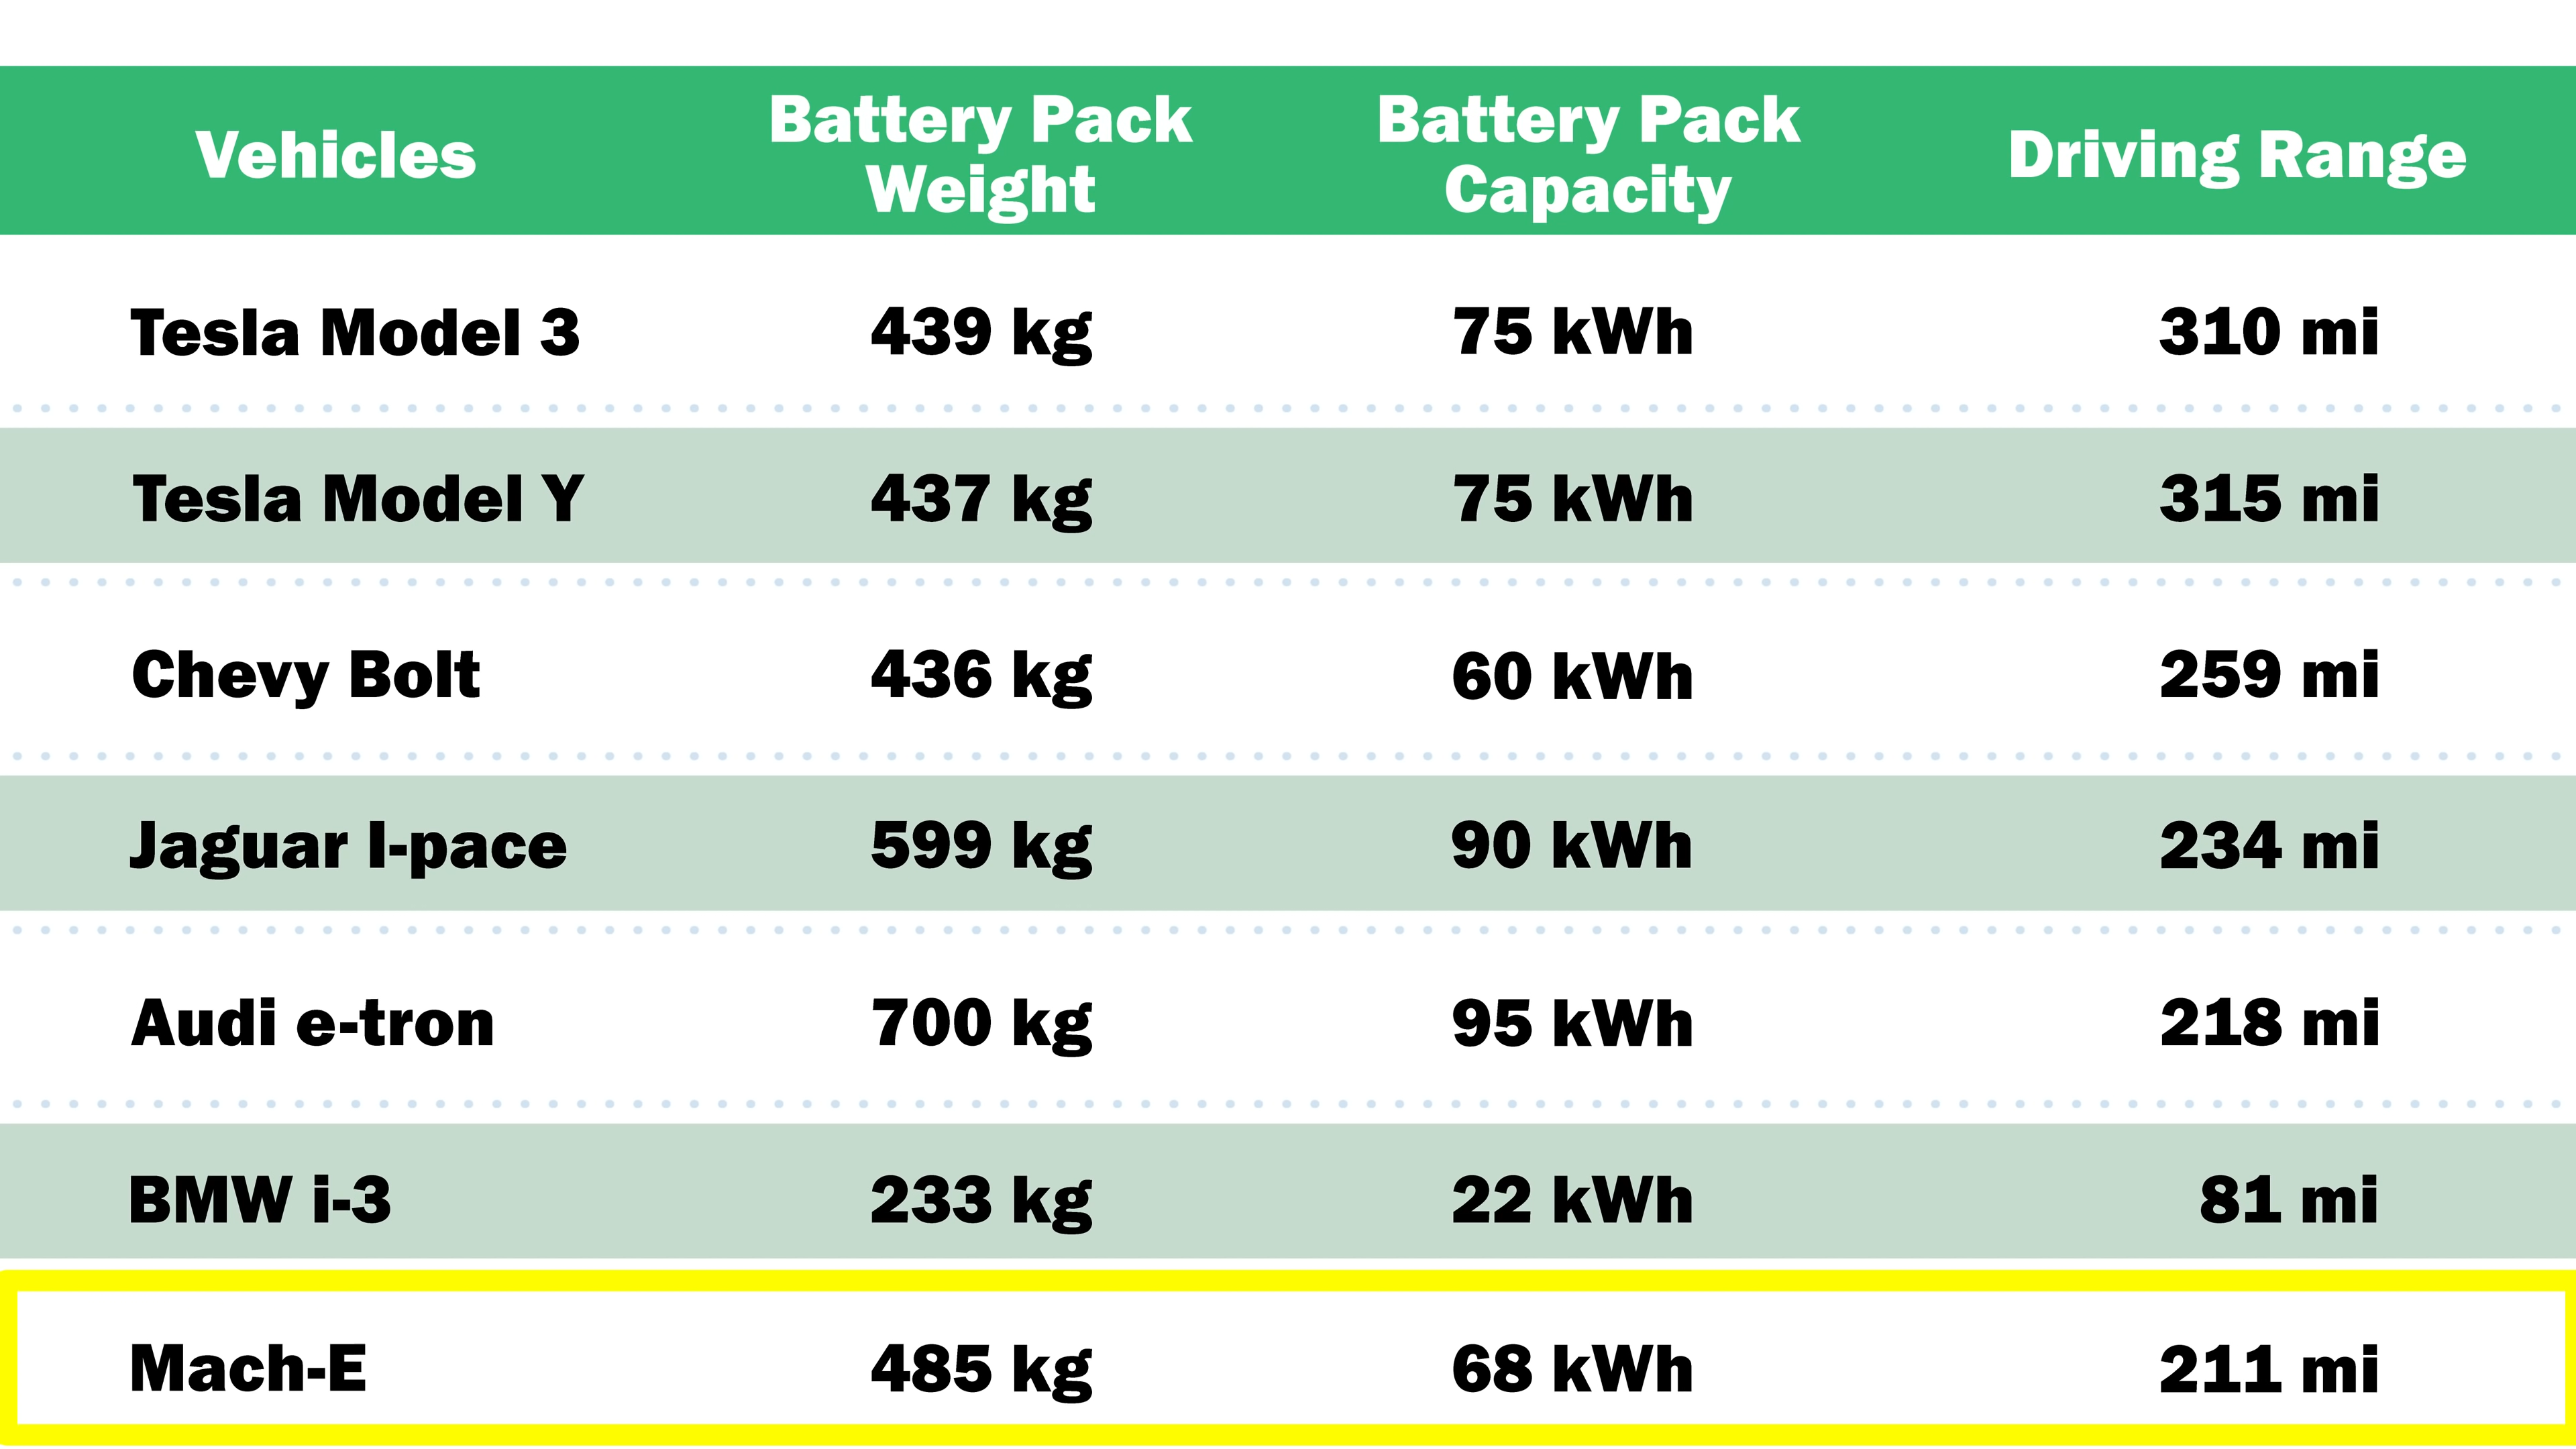 Vehicles Battery Pack Weight Battery Pack Capacity Driving Range
Tesla Model 3 439 kg 75 kWh 310 mi
Tesla Model Y 437 kg 75 kWh 315 mi
Chevy Bolt 436 kg 60 kWh 259 mi
Jaguar I-pace 599 kg 90 kWh 234 mi
Audi e-tron 700 kg 95 kWh 218 mi
BMW i-3 233 kg 22 kWh 81 mi
Mach-E 485 kg 68 kWh 211 mi